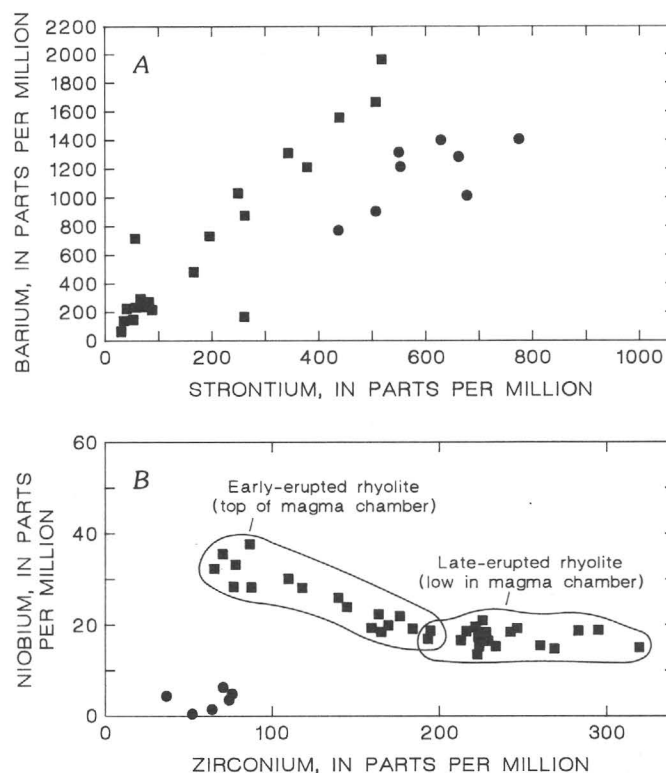 A
2200
2000
1800
1600
1400
1200
1000
800
600
400
200
0
BARIUM, IN PARTS PER MILLION
0 200 400 600 800 1000
STRONTIUM, IN PARTS PER MILLION
B
60
40
20
0
NIOBIUM, IN PARTS
PER MILLION
Early-erupted rhyolite
(top of magma chamber)
Late-erupted rhyolite
(low in magma chamber)
0 100 200 300
ZIRCONIUM, IN PARTS PER MILLION